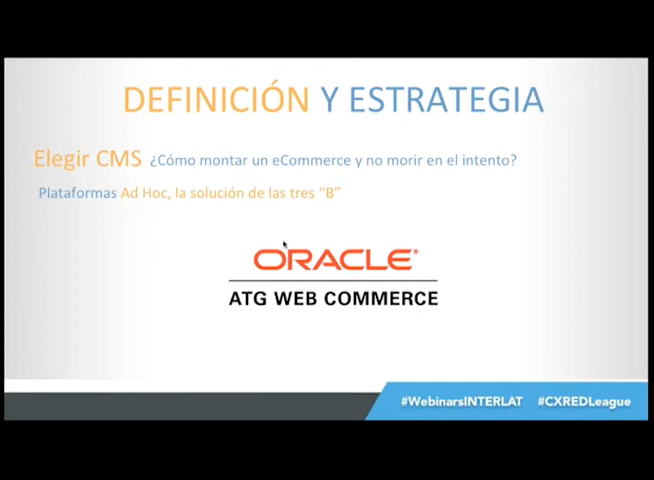 DEFINICIÓN Y ESTRATEGIA
Elegir CMS ¿Cómo montar un eCommerce y no morir en el intento?
Plataformas Ad Hoc, la solución de las tres “B”
ORACLE®
ATG WEB COMMERCE
#WebinarsINTERLAT #CXREDLeague